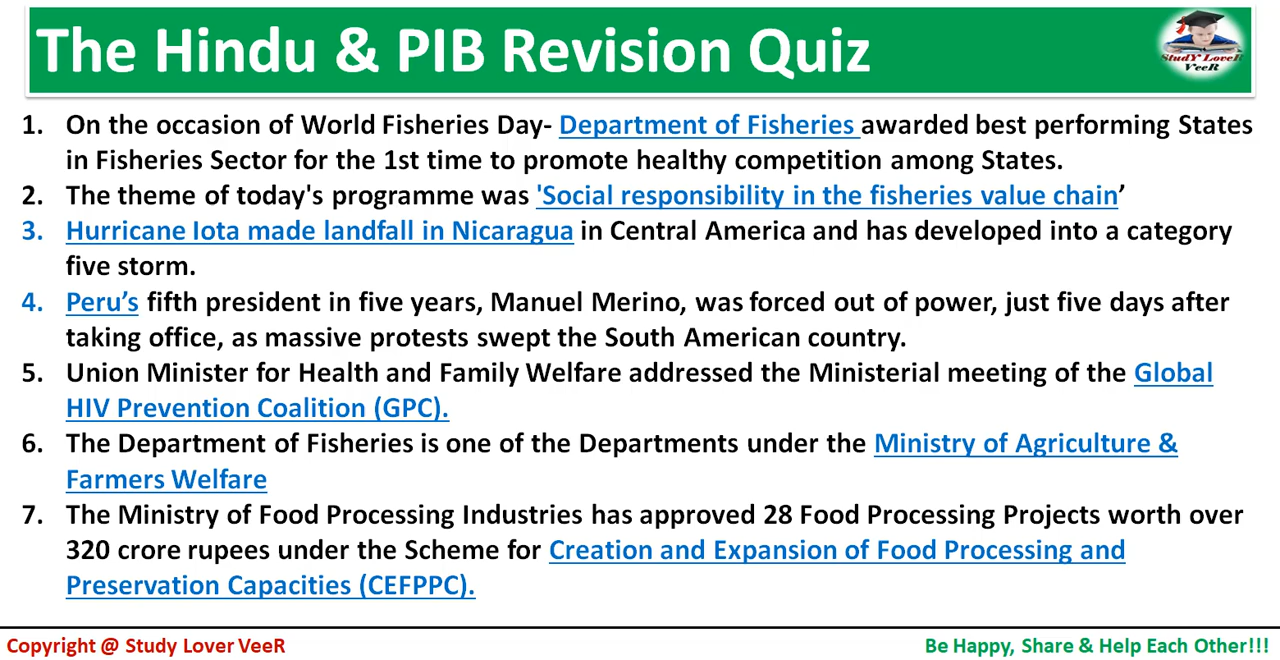 The Hindu & PIB Revision Quiz
StudY LoveR
VeeR
1. On the occasion of World Fisheries Day- Department of Fisheries awarded best performing States
in Fisheries Sector for the 1st time to promote healthy competition among States.
2. The theme of today's programme was 'Social responsibility in the fisheries value chain’
3. Hurricane Iota made landfall in Nicaragua in Central America and has developed into a category
five storm.
4. Peru’s fifth president in five years, Manuel Merino, was forced out of power, just five days after
taking office, as massive protests swept the South American country.
5. Union Minister for Health and Family Welfare addressed the Ministerial meeting of the Global
HIV Prevention Coalition (GPC).
6. The Department of Fisheries is one of the Departments under the Ministry of Agriculture &
Farmers Welfare
7. The Ministry of Food Processing Industries has approved 28 Food Processing Projects worth over
320 crore rupees under the Scheme for Creation and Expansion of Food Processing and
Preservation Capacities (CEFPPC).
Copyright @ Study Lover VeeR
Be Happy, Share & Help Each Other!!!